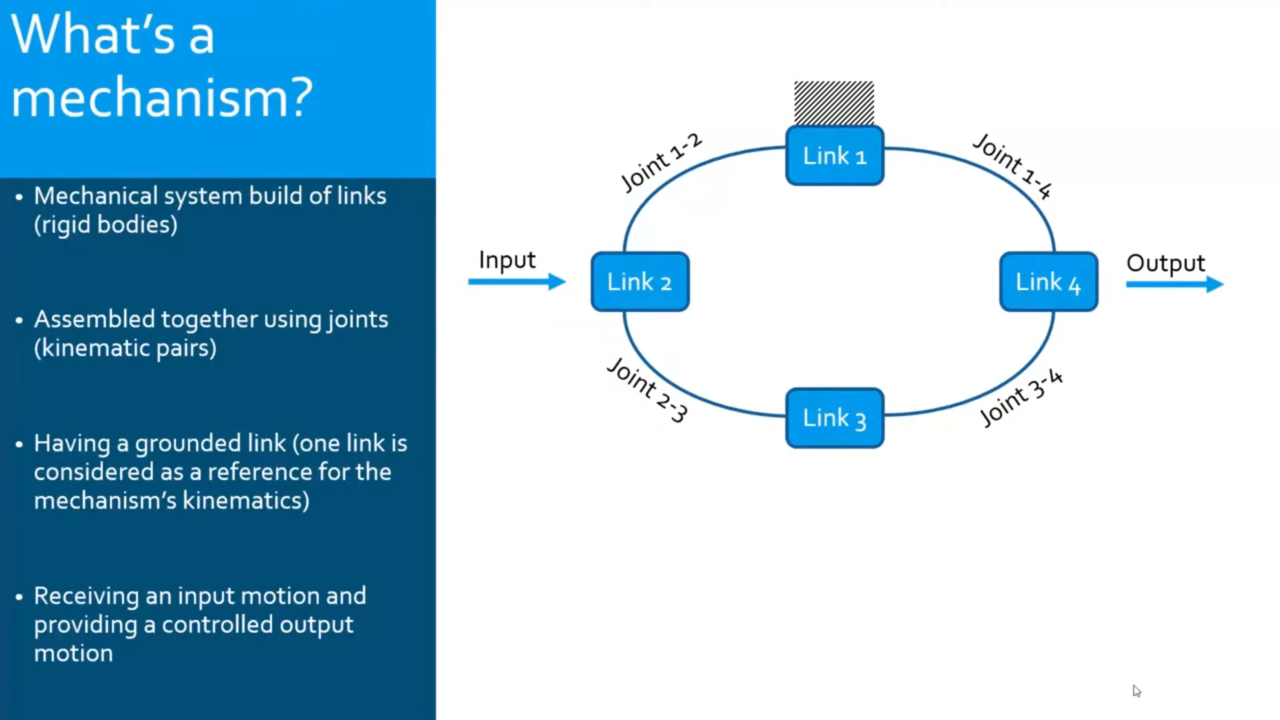 What's a
mechanism?
• Mechanical system build of links
(rigid bodies)
• Assembled together using joints
(kinematic pairs)
• Having a grounded link (one link is
considered as a reference for the
mechanism's kinematics)
• Receiving an input motion and
providing a controlled output
motion
Joint 1-2
Link 1
Joint 1-4
Input
Link 2
Link 4
Output
Joint 2-3
Link 3
Joint 3-4